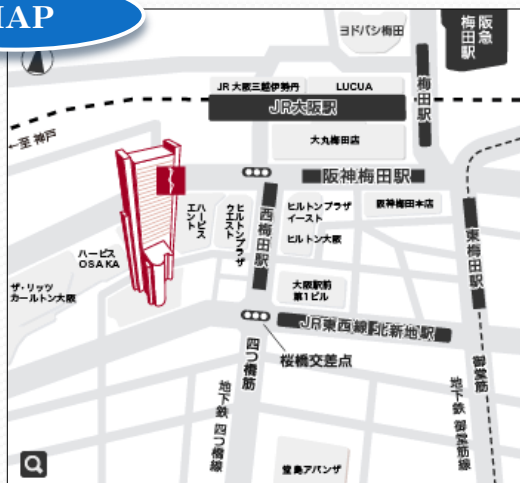 MAP
ヨドバシ梅田
阪急
梅田駅
梅田駅
JR大阪三越伊勢丹
LUCUA
JR大阪駅
←至 神戸
大丸梅田店
阪神梅田駅
ハービス
エント
ヒルトンプラザ
ウエスト
西梅田駅
ヒルトンプラザ
イースト
阪神梅田本店
ヒルトン大阪
東梅田駅
ハービス
OSAKA
ザ・リッツ
カールトン大阪
大阪駅前
第1ビル
JR東西線 北新地駅
四つ橋筋
桜橋交差点
御堂筋
地下鉄 四つ橋線
地下鉄 御堂筋線
堂島アバンザ